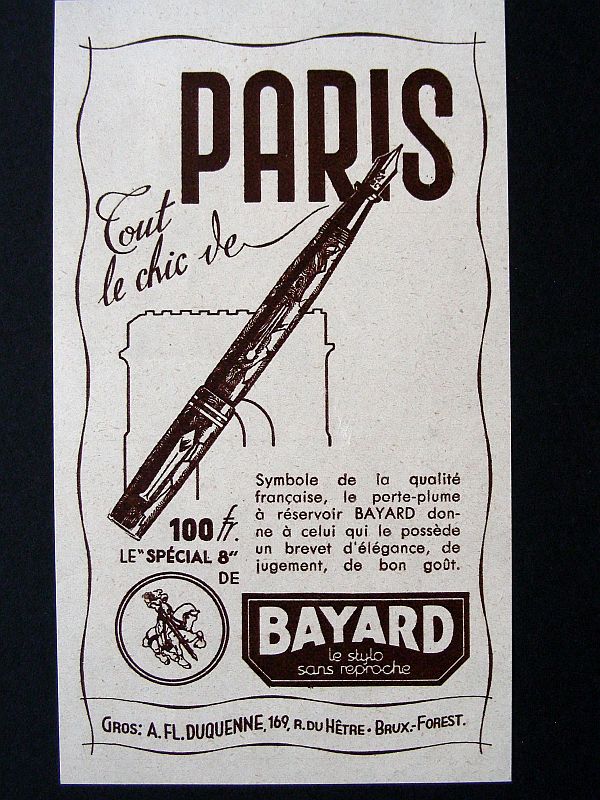 PARIS
Tout
le chic de
Symbole de la qualité
française, le porte-plume
à réservoir BAYARD don-
ne à celui qui le possède
un brevet d'élégance, de
jugement, de bon goût.
100 fr.
LE "SPÉCIAL 8"
DE
BAYARD
le stylo
sans reproche
GROS: A. FL. DUQUENNE, 169, R. DU HÊTRE - BRUX.-FOREST.